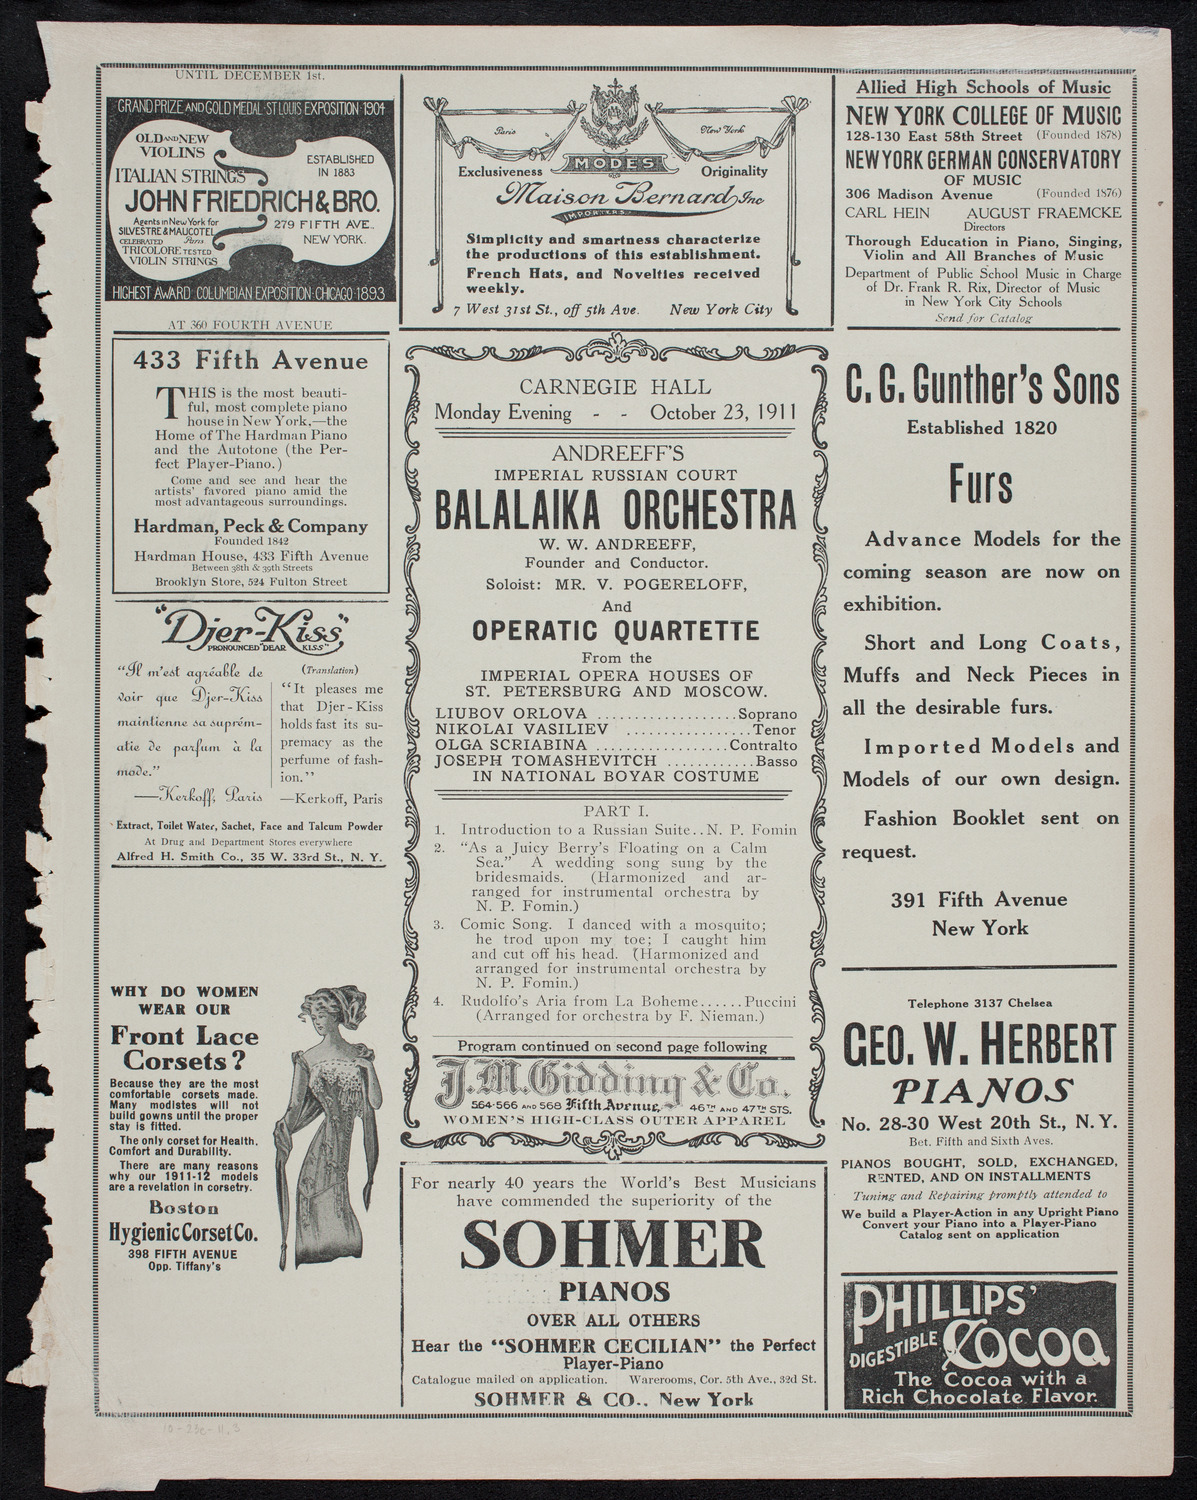 UNTIL DECEMBER 1st.
GRAND PRIZE AND GOLD MEDAL·ST LOUIS EXPOSITION·1904
OLD AND NEW
VIOLINS
ITALIAN STRINGS
ESTABLISHED
IN 1883
JOHN FRIEDRICH & BRO.
Agents in New York for
SILVESTRE & MAUCOTEL
CELEBRATED Paris
TRICOLORE TESTED
VIOLIN STRINGS
279 FIFTH AVE..
NEW YORK.
HIGHEST AWARD COLUMBIAN EXPOSITION·CHICAGO·1893
AT 360 FOURTH AVENUE
433 Fifth Avenue
THIS is the most beauti-
ful, most complete piano
house in New York,—the
Home of The Hardman Piano
and the Autotone (the Per-
fect Player-Piano.)
Come and see and hear the
artists' favored piano amid the
most advantageous surroundings.
Hardman, Peck & Company
Founded 1842
Hardman House, 433 Fifth Avenue
Between 38th & 39th Streets
Brooklyn Store, 524 Fulton Street
"Djer-Kiss"
PRONOUNCED "DEAR KISS"
"Il m'est agréable de
voir que Djer-Kiss
maintienne sa suprém-
atie de parfum à la
mode."
—Kerkoff, Paris
(Translation)
"It pleases me
that Djer-Kiss
holds fast its su-
premacy as the
perfume of fash-
ion."
—Kerkoff, Paris
Extract, Toilet Water, Sachet, Face and Talcum Powder
At Drug and Department Stores everywhere
Alfred H. Smith Co., 35 W. 33rd St., N. Y.
WHY DO WOMEN
WEAR OUR
Front Lace
Corsets?
Because they are the most
comfortable corsets made.
Many modistes will not
build gowns until the proper
stay is fitted.
The only corset for Health.
Comfort and Durability.
There are many reasons
why our 1911-12 models
are a revelation in corsetry.
Boston
Hygienic Corset Co.
398 FIFTH AVENUE
Opp. Tiffany's
Paris
New York
MODES
Exclusiveness
Originality
Maison Bernard Inc
IMPORTERS
Simplicity and smartness characterize
the productions of this establishment.
French Hats, and Novelties received
weekly.
7 West 31st St., off 5th Ave. New York City
CARNEGIE HALL
Monday Evening - - October 23, 1911
ANDREEFF'S
IMPERIAL RUSSIAN COURT
BALALAIKA ORCHESTRA
W. W. ANDREEFF,
Founder and Conductor.
Soloist: MR. V. POGERELOFF,
And
OPERATIC QUARTETTE
From the
IMPERIAL OPERA HOUSES OF
ST. PETERSBURG AND MOSCOW.
LIUBOV ORLOVA ...................Soprano
NIKOLAI VASILIEV ..................Tenor
OLGA SCRIABINA ..................Contralto
JOSEPH TOMASHEVITCH ...........Basso
IN NATIONAL BOYAR COSTUME
PART I.
1. Introduction to a Russian Suite..N. P. Fomin
2. "As a Juicy Berry's Floating on a Calm
Sea." A wedding song sung by the
bridesmaids. (Harmonized and ar-
ranged for instrumental orchestra by
N. P. Fomin.)
3. Comic Song. I danced with a mosquito;
he trod upon my toe; I caught him
and cut off his head. (Harmonized and
arranged for instrumental orchestra by
N. P. Fomin.)
4. Rudolfo's Aria from La Boheme......Puccini
(Arranged for orchestra by F. Nieman.)
Program continued on second page following
J. M. Gidding & Co.
564-566 AND 568 Fifth Avenue, 46TH AND 47TH STS.
WOMEN'S HIGH-CLASS OUTER APPAREL
For nearly 40 years the World's Best Musicians
have commended the superiority of the
SOHMER
PIANOS
OVER ALL OTHERS
Hear the "SOHMER CECILIAN" the Perfect
Player-Piano
Catalogue mailed on application. Warerooms, Cor. 5th Ave., 32d St.
SOHMER & CO.. New York
Allied High Schools of Music
NEW YORK COLLEGE OF MUSIC
128-130 East 58th Street (Founded 1878)
NEW YORK GERMAN CONSERVATORY
OF MUSIC
306 Madison Avenue (Founded 1876)
CARL HEIN AUGUST FRAEMCKE
Directors
Thorough Education in Piano, Singing,
Violin and All Branches of Music
Department of Public School Music in Charge
of Dr. Frank R. Rix, Director of Music
in New York City Schools
Send for Catalog
C. G. Gunther's Sons
Established 1820
Furs
Advance Models for the
coming season are now on
exhibition.
Short and Long Coats,
Muffs and Neck Pieces in
all the desirable furs.
Imported Models and
Models of our own design.
Fashion Booklet sent on
request.
391 Fifth Avenue
New York
Telephone 3137 Chelsea
GEO. W. HERBERT
PIANOS
No. 28-30 West 20th St., N. Y.
Bet. Fifth and Sixth Aves.
PIANOS BOUGHT, SOLD, EXCHANGED,
RENTED, AND ON INSTALLMENTS
Tuning and Repairing promptly attended to
We build a Player-Action in any Upright Piano
Convert your Piano into a Player-Piano
Catalog sent on application
PHILLIPS'
DIGESTIBLE COCOA
The Cocoa with a
Rich Chocolate Flavor.